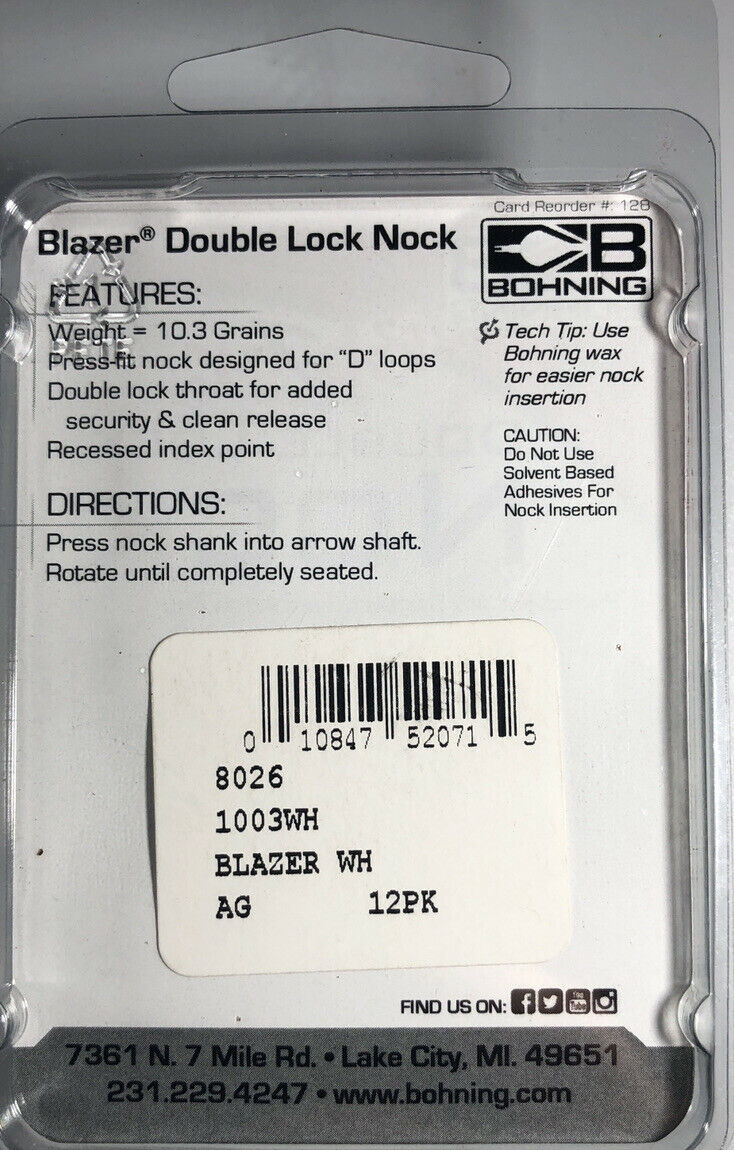 Card Reorder #: 128
Blazer® Double Lock Nock
BOHNING
FEATURES:
Weight = 10.3 Grains
Press-fit nock designed for “D” loops
Double lock throat for added
security & clean release
Recessed index point
Tech Tip: Use
Bohning wax
for easier nock
insertion
CAUTION:
Do Not Use
Solvent Based
Adhesives For
Nock Insertion
DIRECTIONS:
Press nock shank into arrow shaft.
Rotate until completely seated.
0 10847 52071 5
8026
1003WH
BLAZER WH
AG 12PK
FIND US ON: You Tube
7361 N. 7 Mile Rd. • Lake City, MI. 49651
231.229.4247 • www.bohning.com